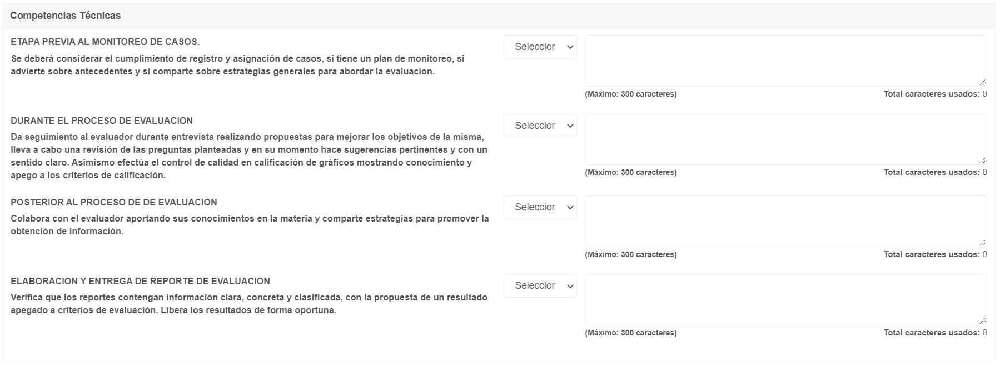 Competencias Técnicas
ETAPA PREVIA AL MONITOREO DE CASOS.
Se deberá considerar el cumplimiento de registro y asignación de casos, si tiene un plan de monitoreo, si
advierte sobre antecedentes y si comparte sobre estrategias generales para abordar la evaluacion.
Seleccior
(Máximo: 300 caracteres)
Total caracteres usados: 0
DURANTE EL PROCESO DE EVALUACION
Da seguimiento al evaluador durante entrevista realizando propuestas para mejorar los objetivos de la misma,
lleva a cabo una revisión de las preguntas planteadas y en su momento hace sugerencias pertinentes y con un
sentido claro. Asimismo efectúa el control de calidad en calificación de gráficos mostrando conocimiento y
apego a los criterios de calificación.
Seleccior
(Máximo: 300 caracteres)
Total caracteres usados: 0
POSTERIOR AL PROCESO DE DE EVALUACION
Colabora con el evaluador aportando sus conocimientos en la materia y comparte estrategias para promover la
obtención de información.
Seleccior
(Máximo: 300 caracteres)
Total caracteres usados: 0
ELABORACION Y ENTREGA DE REPORTE DE EVALUACION
Verifica que los reportes contengan información clara, concreta y clasificada, con la propuesta de un resultado
apegado a criterios de evaluación. Libera los resultados de forma oportuna.
Seleccior
(Máximo: 300 caracteres)
Total caracteres usados: 0